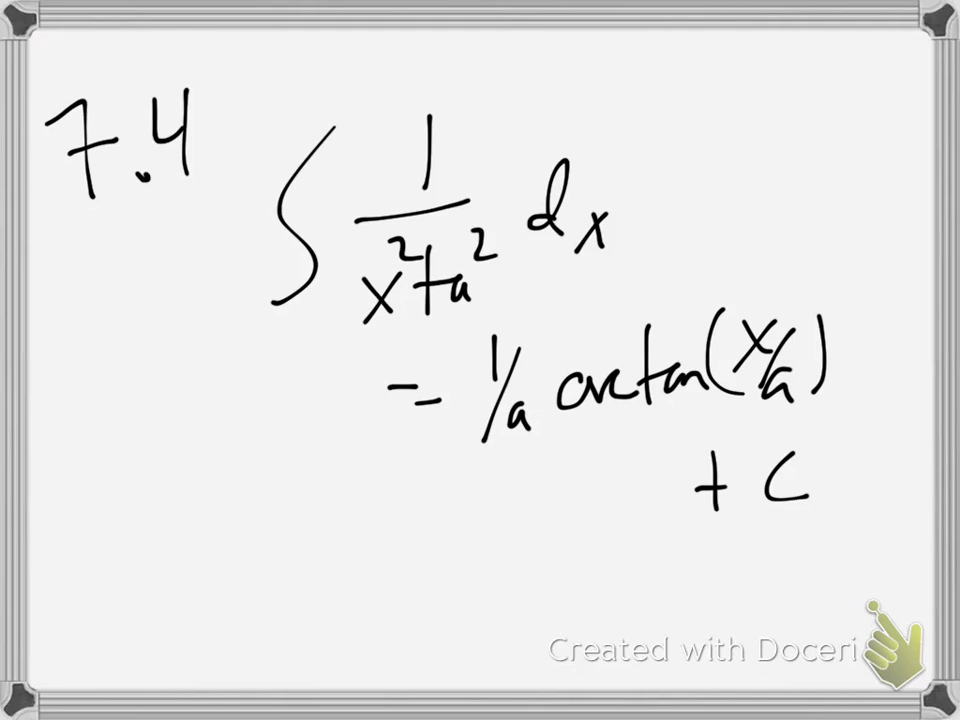 7.4 ∫ 1/(x²+a²) dx
= 1/a arctan(x/a)
+ C
Created with Doceri